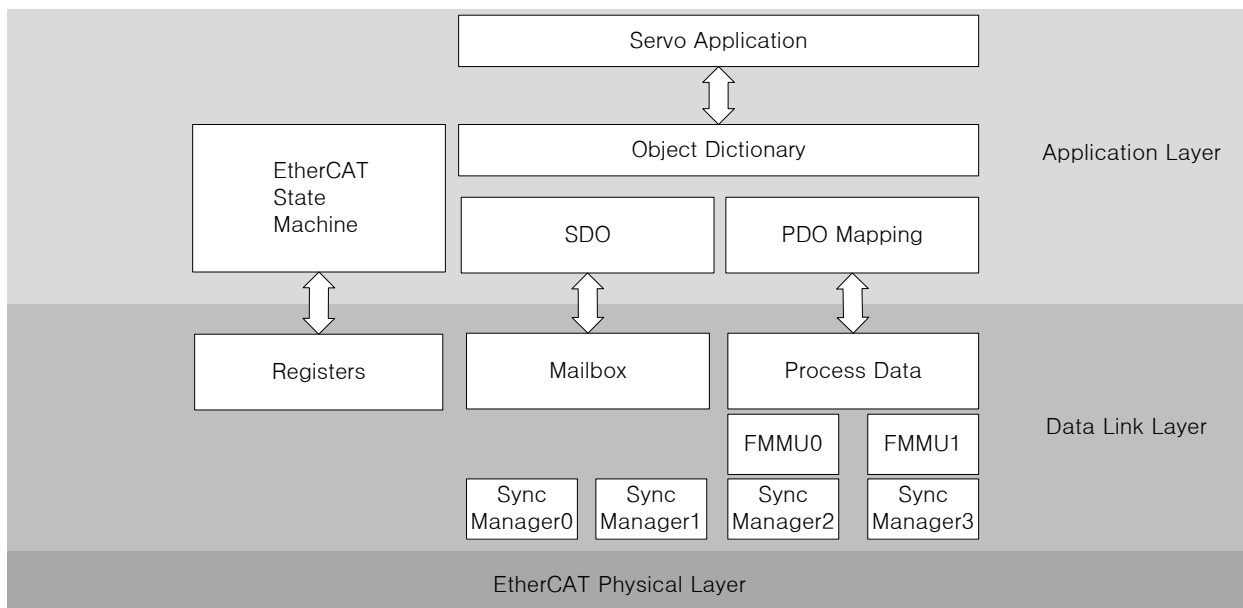 Servo Application
Object Dictionary
Application Layer
EtherCAT
State
Machine
SDO
PDO Mapping
Registers
Mailbox
Process Data
Data Link Layer
FMMU0
FMMU1
Sync
Manager0
Sync
Manager1
Sync
Manager2
Sync
Manager3
EtherCAT Physical Layer